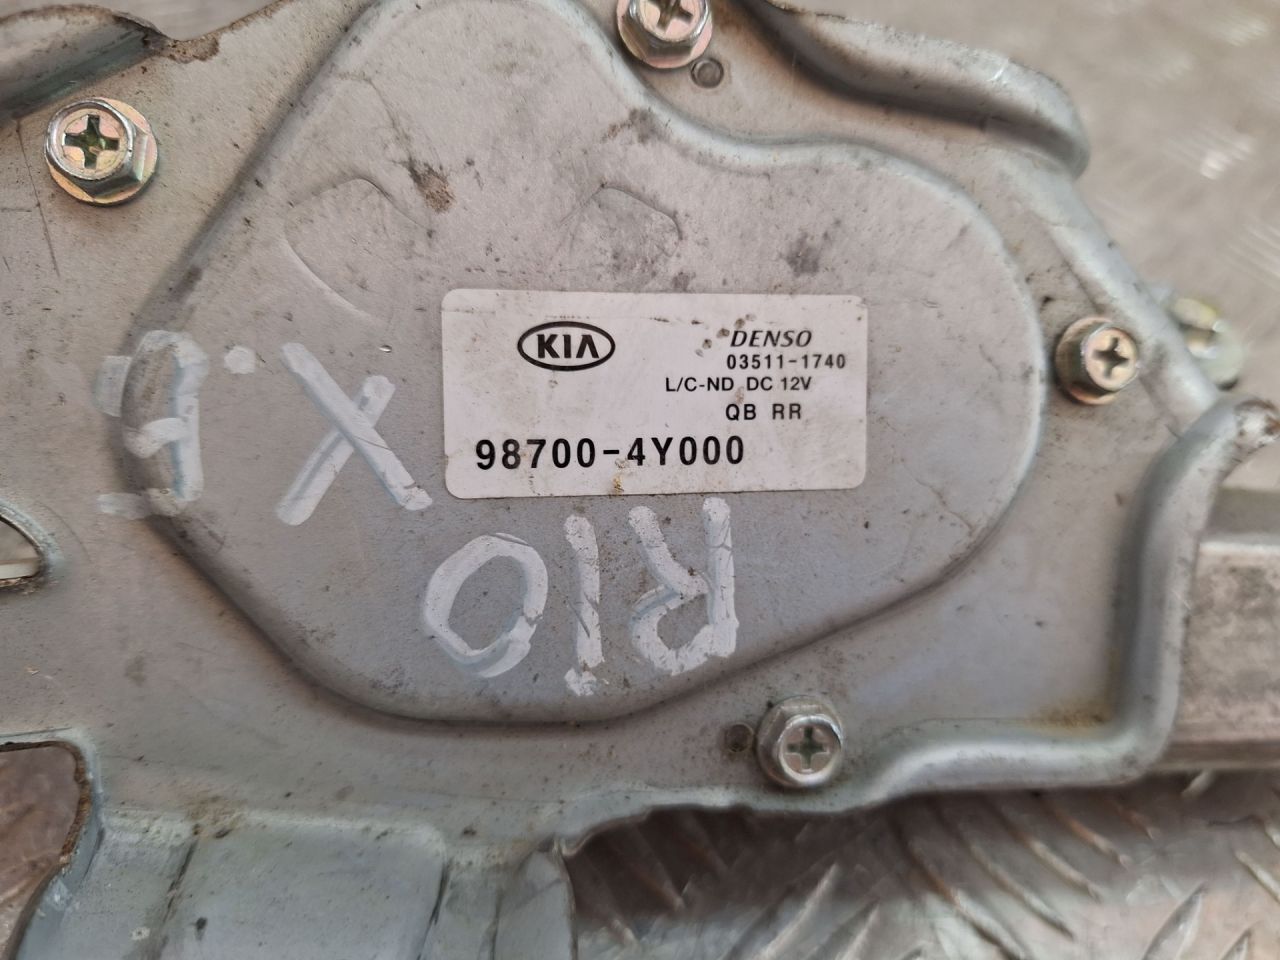 KIA
DENSO
03511-1740
L/C-ND DC 12V
QB RR
98700-4Y000
RIO